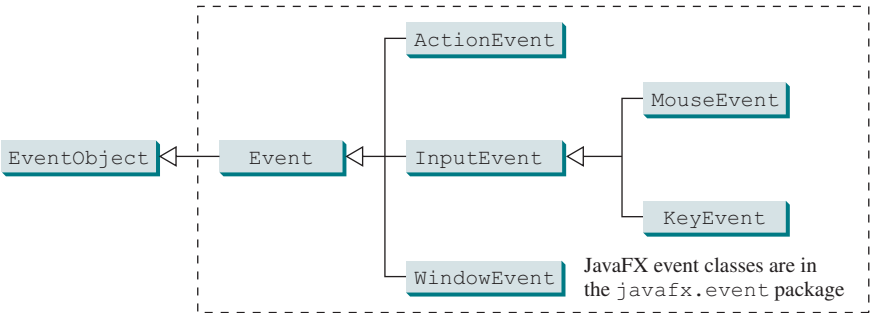 ActionEvent
MouseEvent
EventObject
Event
InputEvent
KeyEvent
WindowEvent
JavaFX event classes are in
the javafx.event package